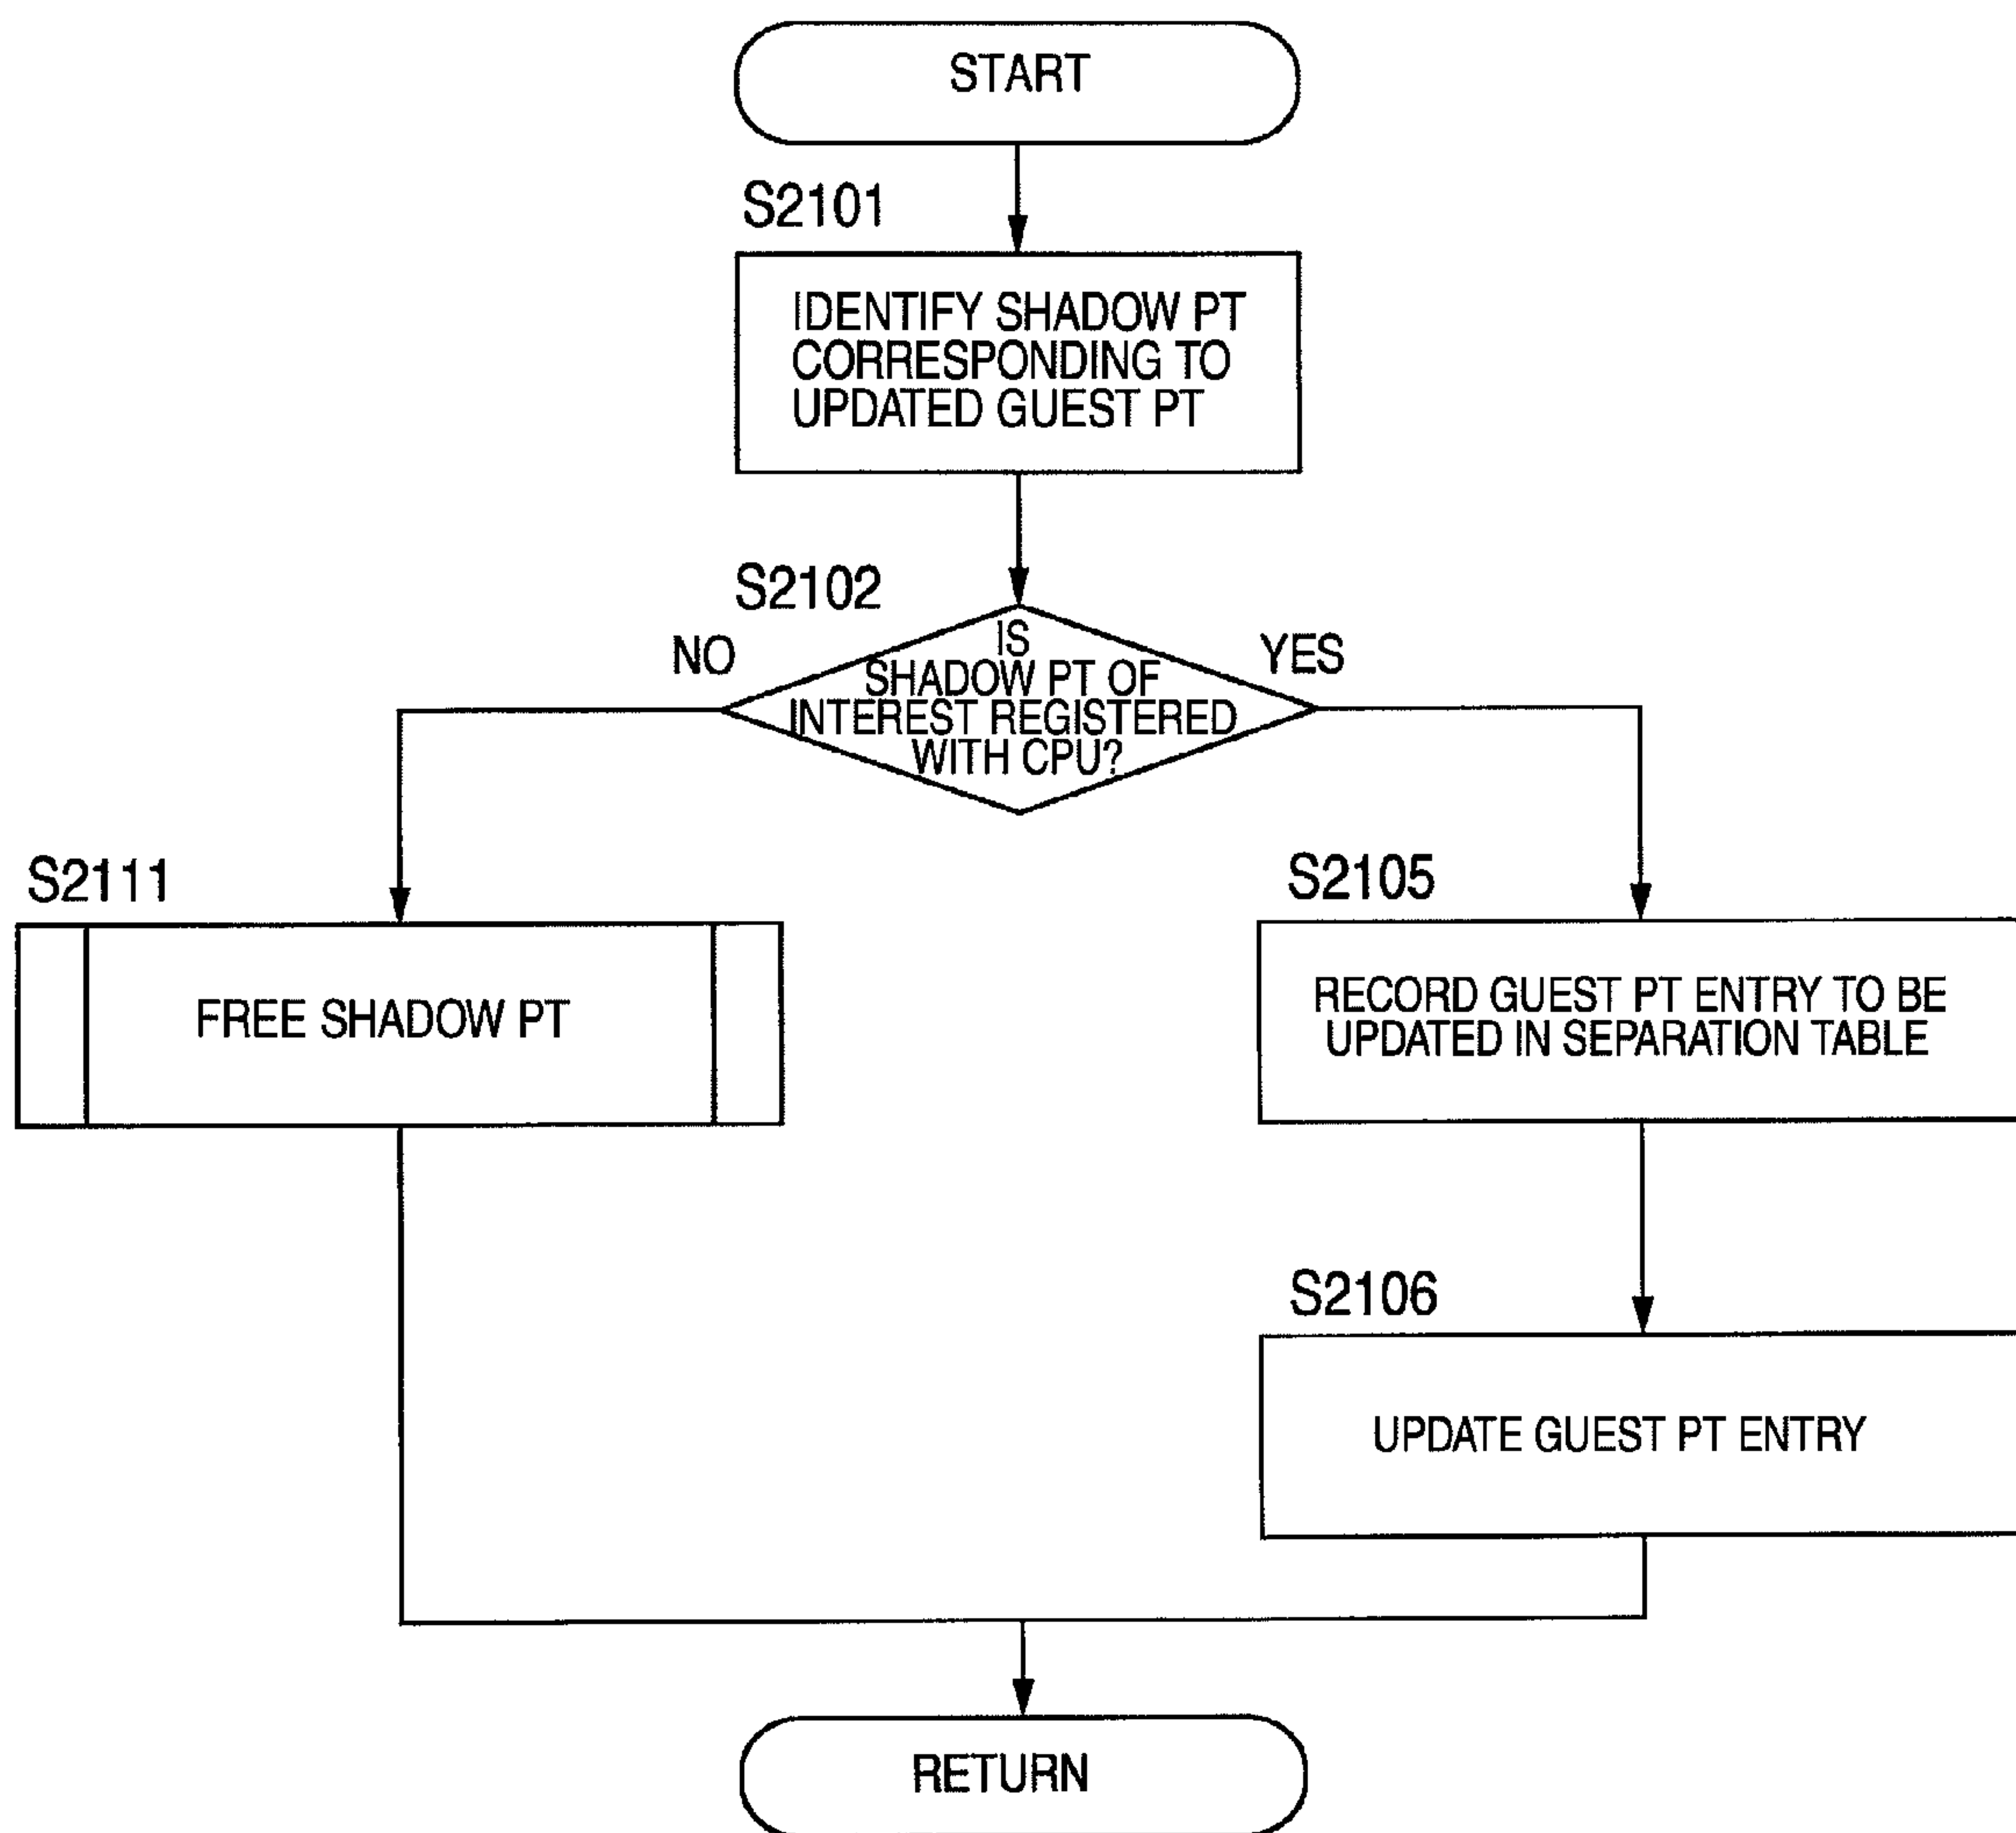 START
S2101
IDENTIFY SHADOW PT
CORRESPONDING TO
UPDATED GUEST PT
S2102
NO
YES
IS
SHADOW PT OF
INTEREST REGISTERED
WITH CPU?
S2111
FREE SHADOW PT
S2105
RECORD GUEST PT ENTRY TO BE
UPDATED IN SEPARATION TABLE
S2106
UPDATE GUEST PT ENTRY
RETURN